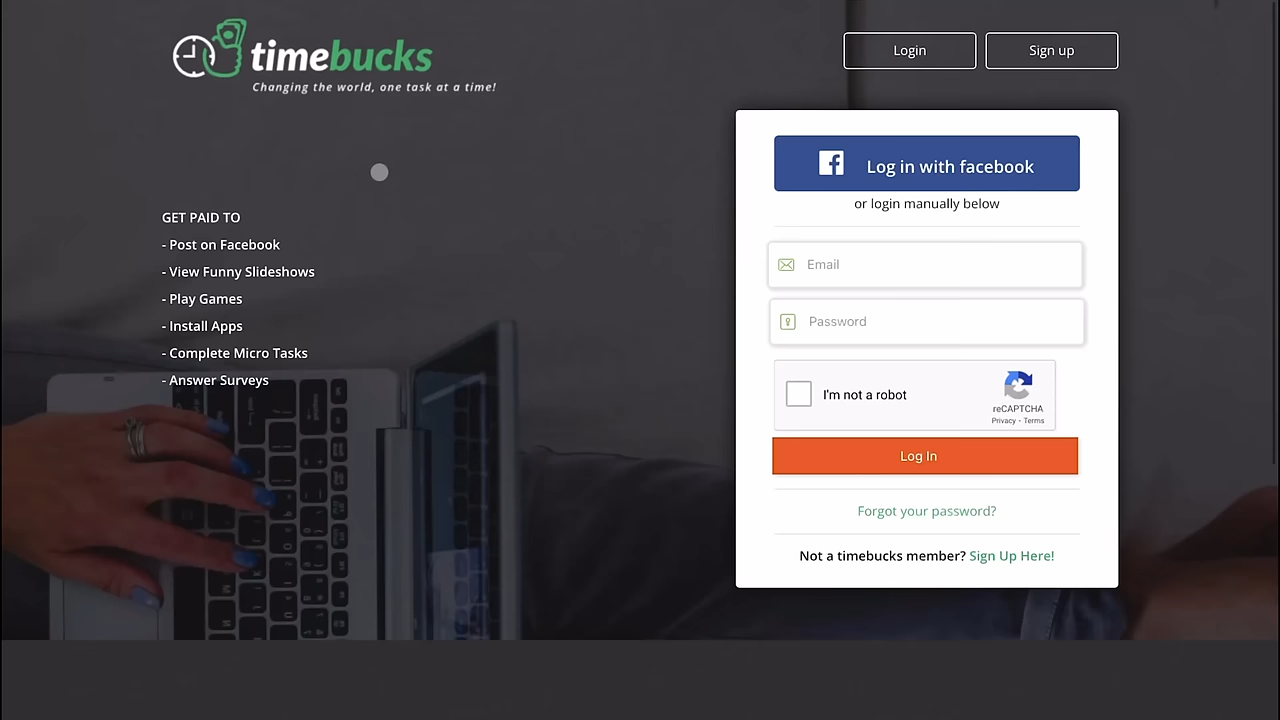 timebucks
Changing the world, one task at a time!
Login
Sign up
GET PAID TO
- Post on Facebook
- View Funny Slideshows
- Play Games
- Install Apps
- Complete Micro Tasks
- Answer Surveys
Log in with facebook
or login manually below
Email
Password
I'm not a robot
reCAPTCHA
Privacy - Terms
Log In
Forgot your password?
Not a timebucks member? Sign Up Here!